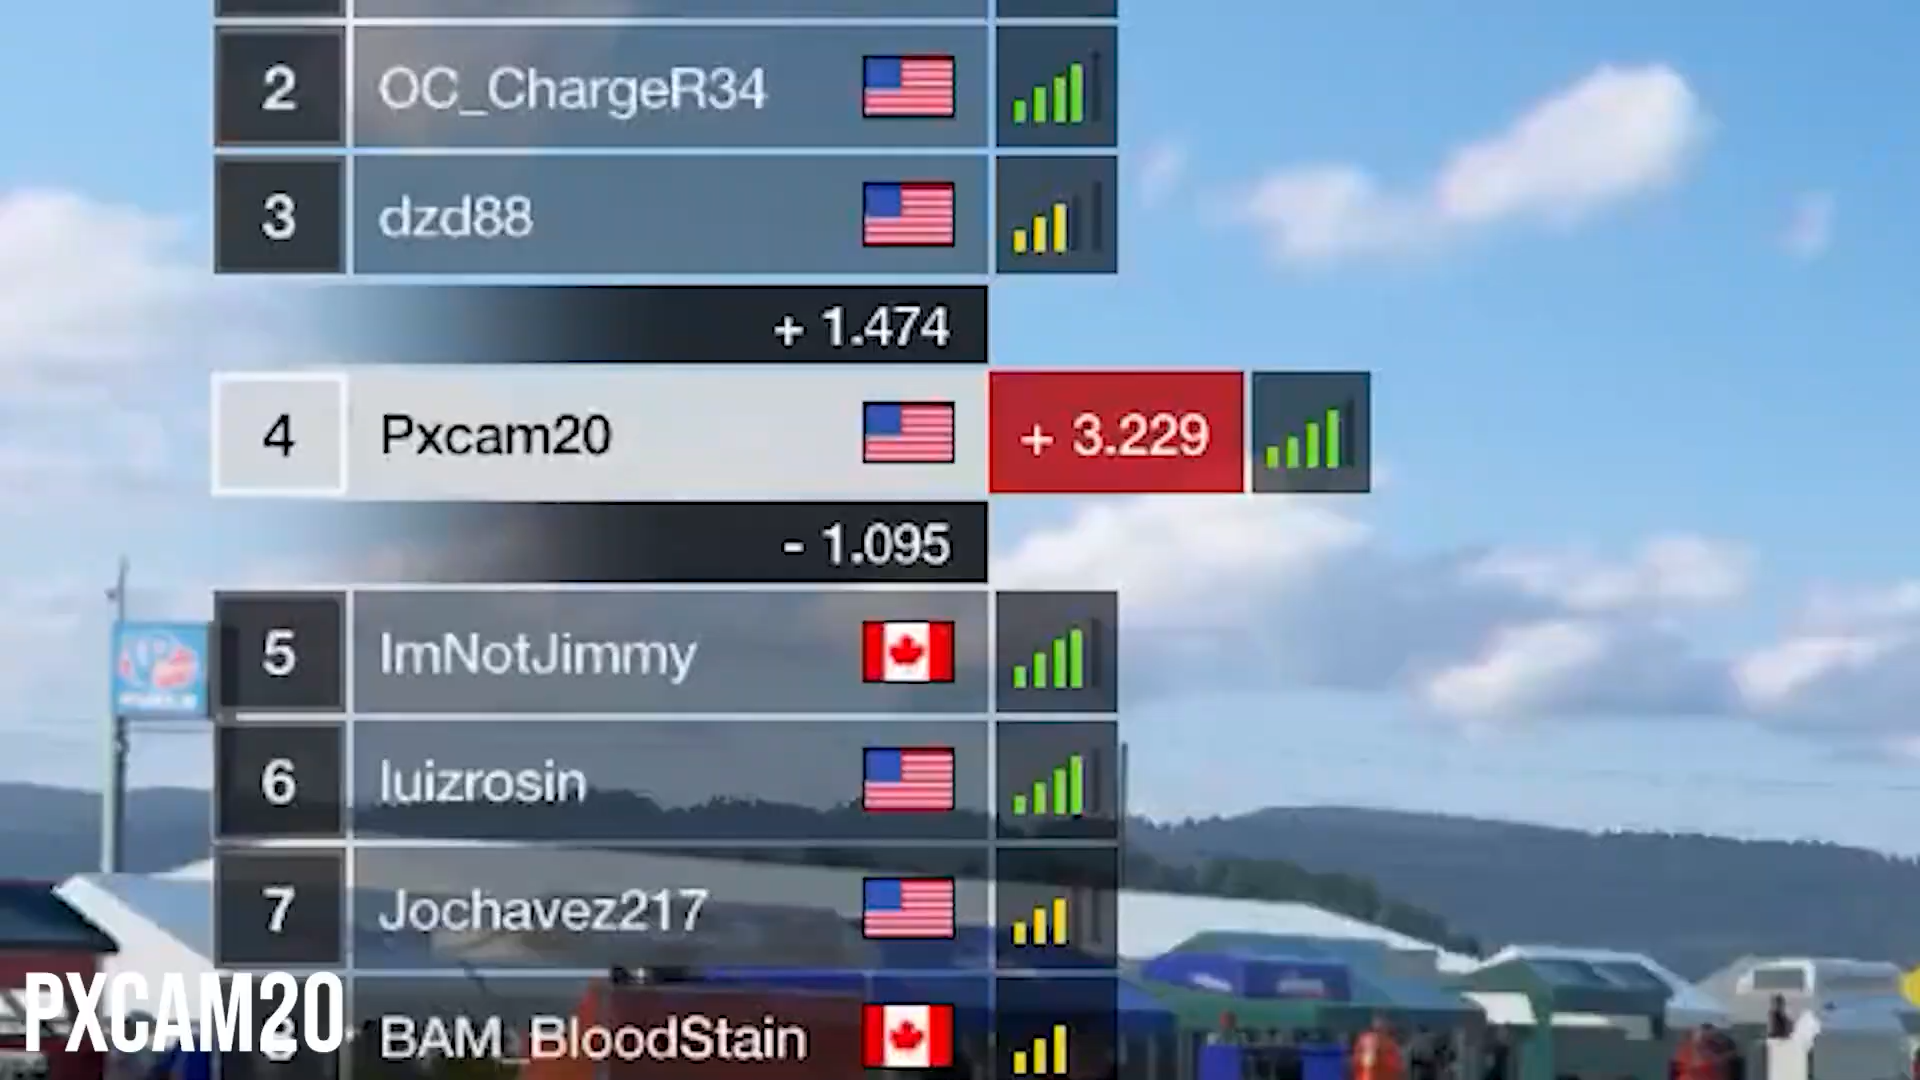 2 OC_ChargeR34
3 dzd88
+ 1.474
4 Pxcam20 + 3.229
- 1.095
5 ImNotJimmy
6 luizrosin
7 Jochavez217
8 BAM_BloodStain
PXCAM20